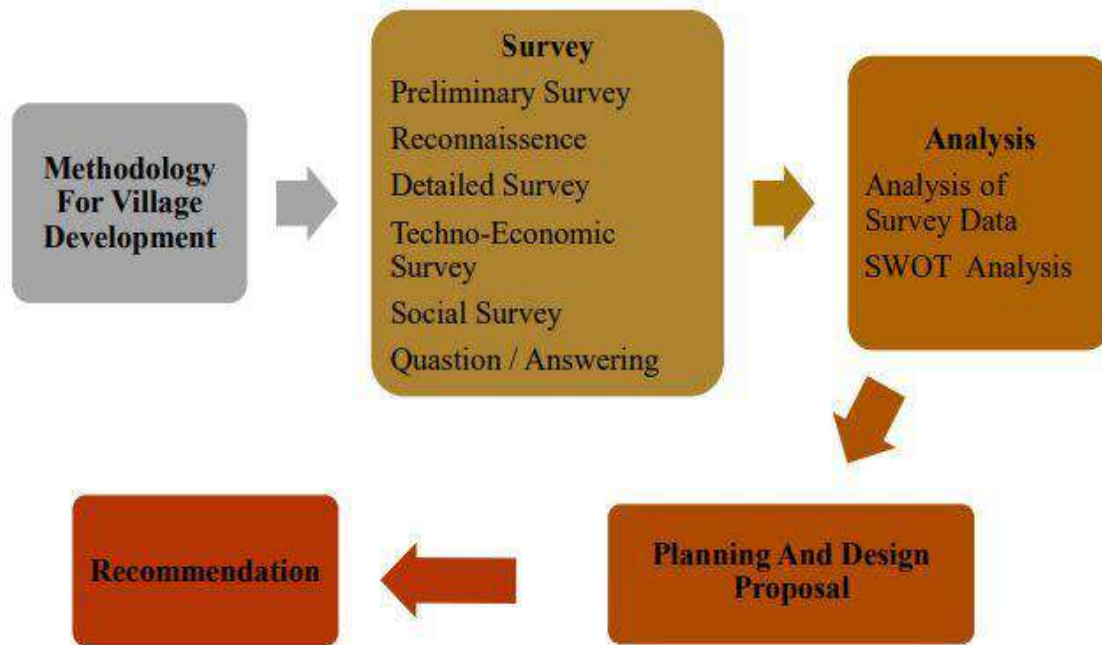 Methodology
For Village
Development
Survey
Preliminary Survey
Reconnaissence
Detailed Survey
Techno-Economic
Survey
Social Survey
Quastion / Answering
Analysis
Analysis of
Survey Data
SWOT Analysis
Planning And Design
Proposal
Recommendation